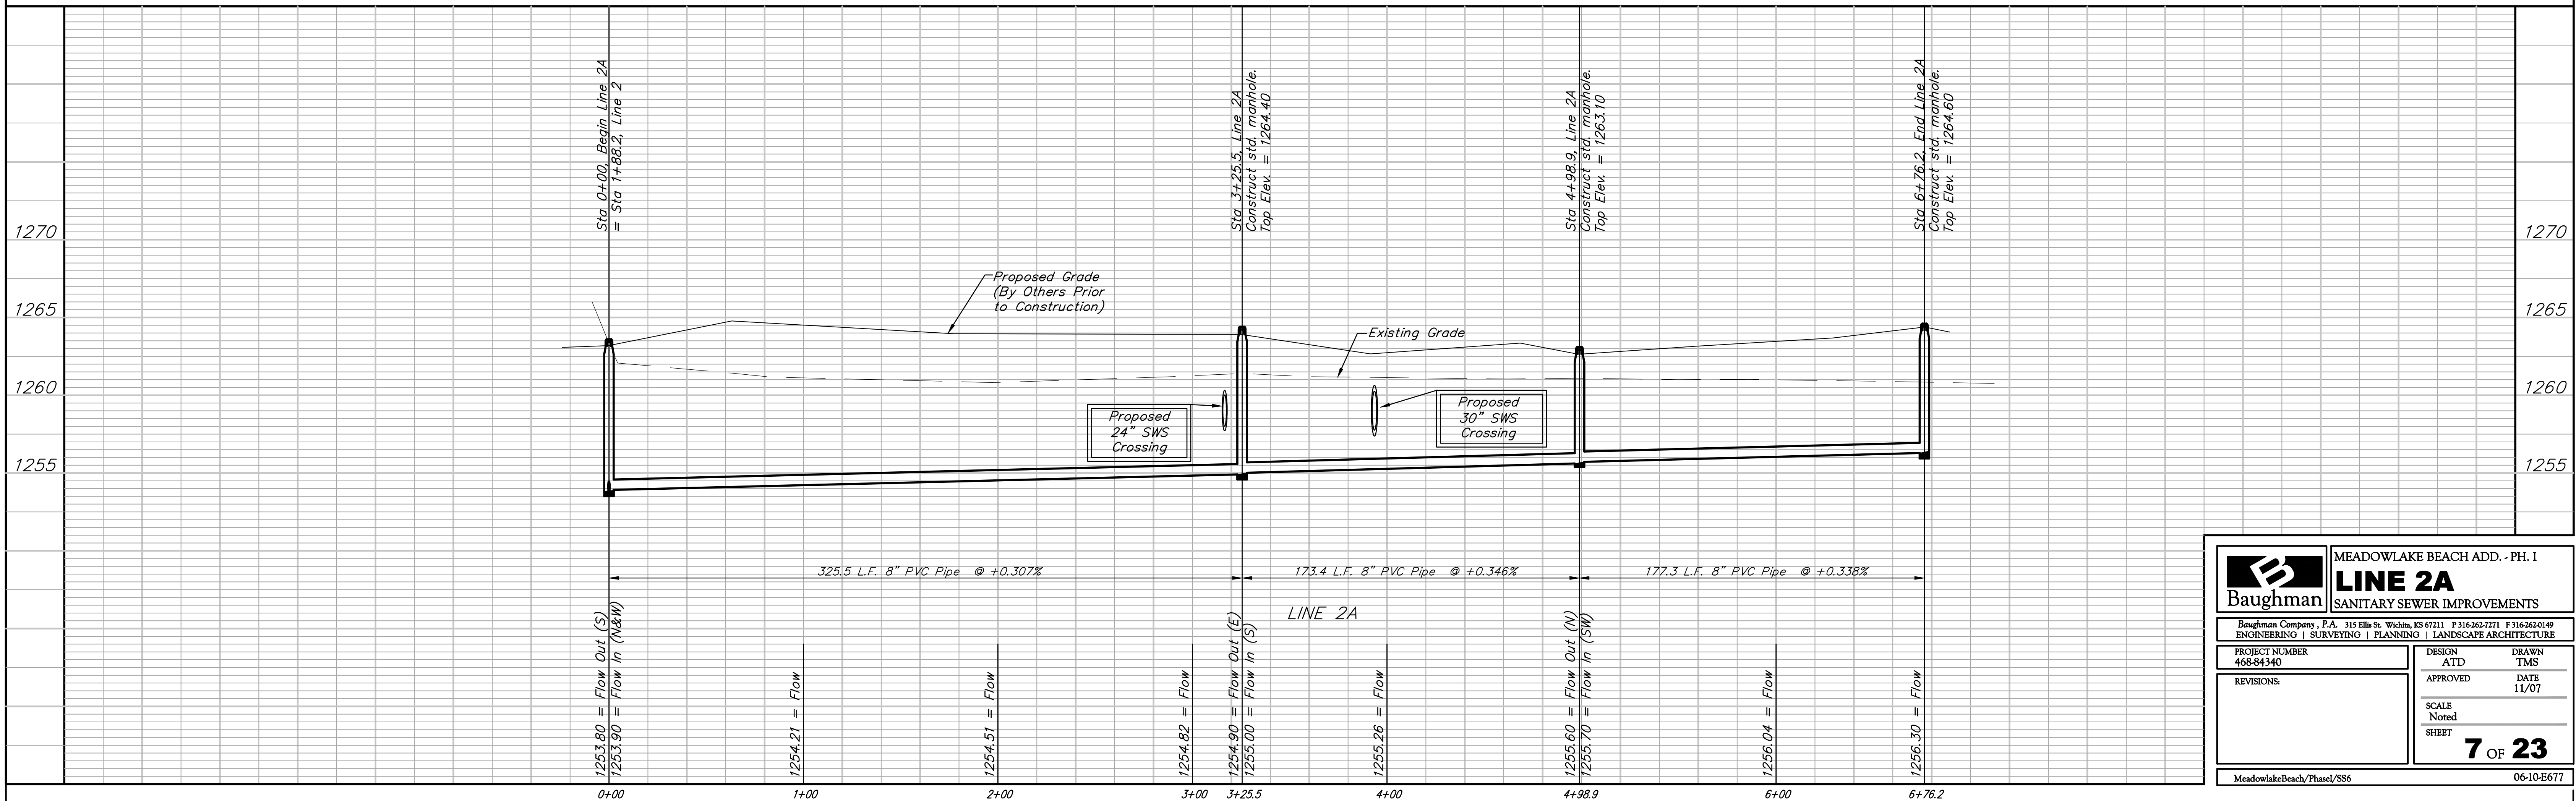 Sta 0+00, Begin Line 2A
= Sta 1+88.2, Line 2
Sta 3+25.5, Line 2A
Construct std. manhole.
Top Elev. = 1264.40
Sta 4+98.9, Line 2A
Construct std. manhole.
Top Elev. = 1263.10
Sta 6+76.2, End Line 2A
Construct std. manhole.
Top Elev. = 1264.60
1270
1265
1260
1255
1270
1265
1260
1255
Proposed Grade
(By Others Prior
to Construction)
Existing Grade
Proposed
24" SWS
Crossing
Proposed
30" SWS
Crossing
325.5 L.F. 8" PVC Pipe @ +0.307%
173.4 L.F. 8" PVC Pipe @ +0.346%
177.3 L.F. 8" PVC Pipe @ +0.338%
LINE 2A
1253.80 = Flow Out (S)
1253.90 = Flow In (N&W)
1254.21 = Flow
1254.51 = Flow
1254.82 = Flow
1254.90 = Flow Out (E)
1255.00 = Flow In (S)
1255.26 = Flow
1255.60 = Flow Out (N)
1255.70 = Flow In (SW)
1256.04 = Flow
1256.30 = Flow
0+00
1+00
2+00
3+00
3+25.5
4+00
4+98.9
6+00
6+76.2
B
Baughman
MEADOWLAKE BEACH ADD. - PH. I
LINE 2A
SANITARY SEWER IMPROVEMENTS
Baughman Company, P.A. 315 Ellis St. Wichita, KS 67211 P 316-262-7271 F 316-262-0149
ENGINEERING | SURVEYING | PLANNING | LANDSCAPE ARCHITECTURE
PROJECT NUMBER
468-84340
REVISIONS:
DESIGN
ATD
DRAWN
TMS
APPROVED
DATE
11/07
SCALE
Noted
SHEET
7 OF 23
MeadowlakeBeach/PhaseI/SS6
06-10-E677